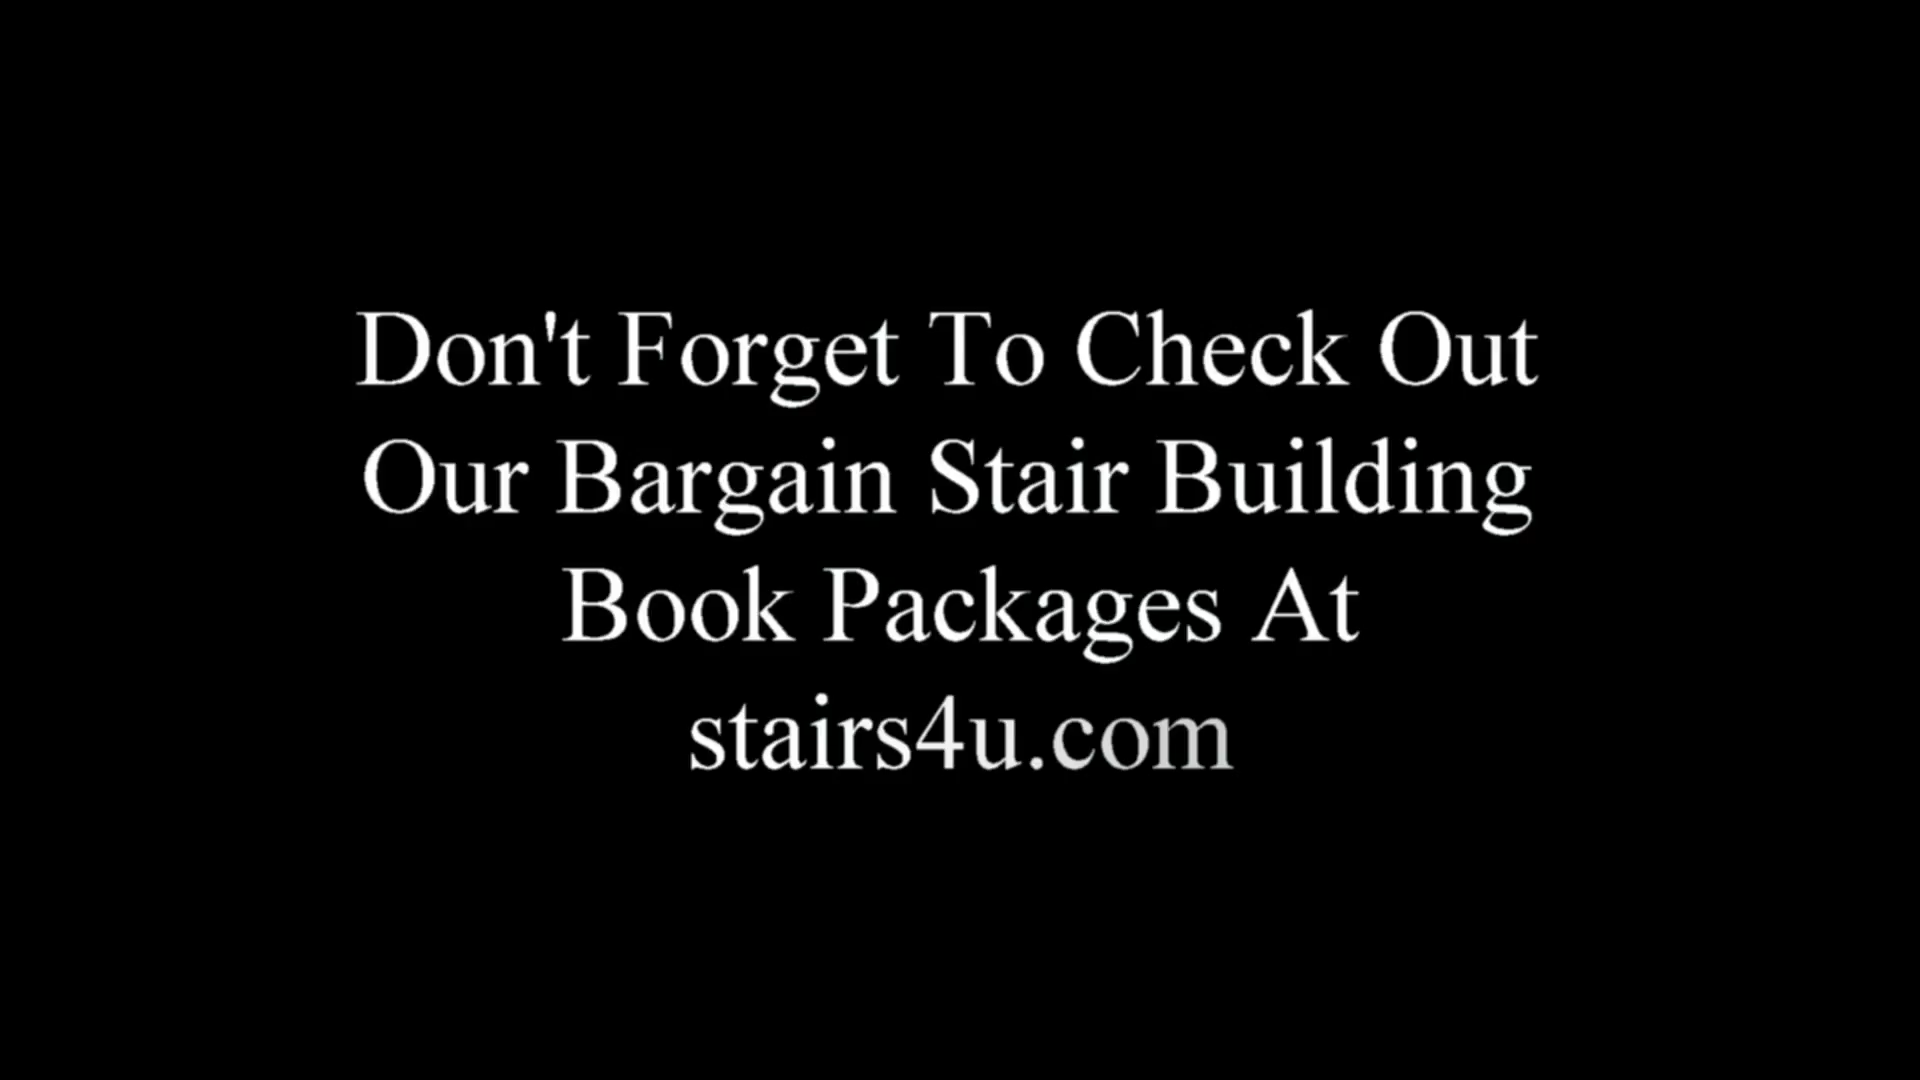 Don't Forget To Check Out
Our Bargain Stair Building
Book Packages At
stairs4u.com